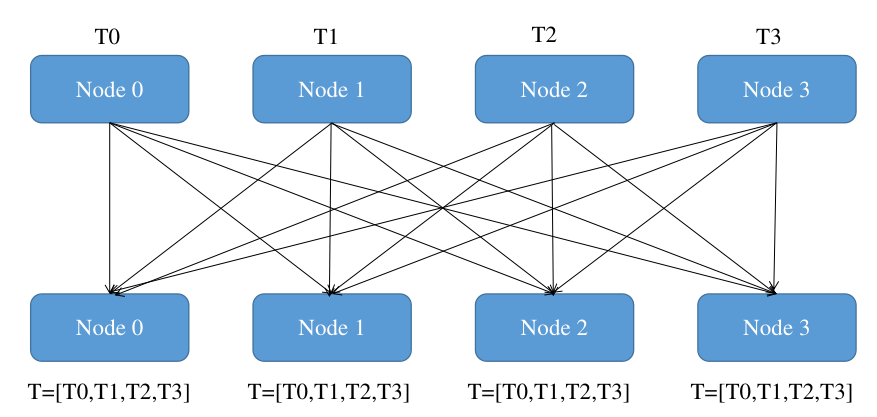 T0 T1 T2 T3
Node 0 Node 1 Node 2 Node 3
Node 0 Node 1 Node 2 Node 3
T=[T0,T1,T2,T3] T=[T0,T1,T2,T3] T=[T0,T1,T2,T3] T=[T0,T1,T2,T3]